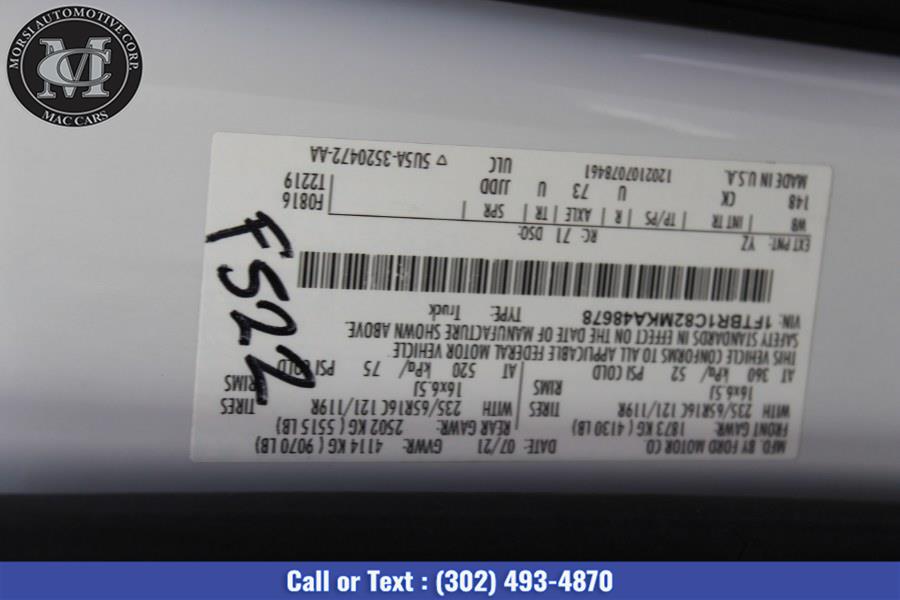 MORSI AUTOMOTIVE CORP.
MC
MAC CARS
MFD. BY FORD MOTOR CO. DATE: 07/21 GVWR: 4114 KG ( 9070 LB)
FRONT GAWR: 1873 KG ( 4130 LB) REAR GAWR: 2502 KG ( 5515 LB)
WITH 235/65R16C 121/119R TIRES WITH 235/65R16C 121/119R TIRES
16x6.5J RIMS 16x6.5J RIMS
AT 360 kPa/ 52 PSI COLD AT 520 kPa/ 75 PSI COLD
THIS VEHICLE CONFORMS TO ALL APPLICABLE FEDERAL MOTOR VEHICLE
SAFETY STANDARDS IN EFFECT ON THE DATE OF MANUFACTURE SHOWN ABOVE.
VIN: 1FTBR1C82MKA48678 TYPE: Truck
EXT PNT: YZ RC: 71 DSO:
WB | INT TR | TP/PS | R | AXLE | TR | SPR F0816
148 CK U 73 U JJDD T2219
MADE IN U.S.A. 120210708461 ULC ▽ 5U5A-3520472-AA
FS22
Call or Text : (302) 493-4870